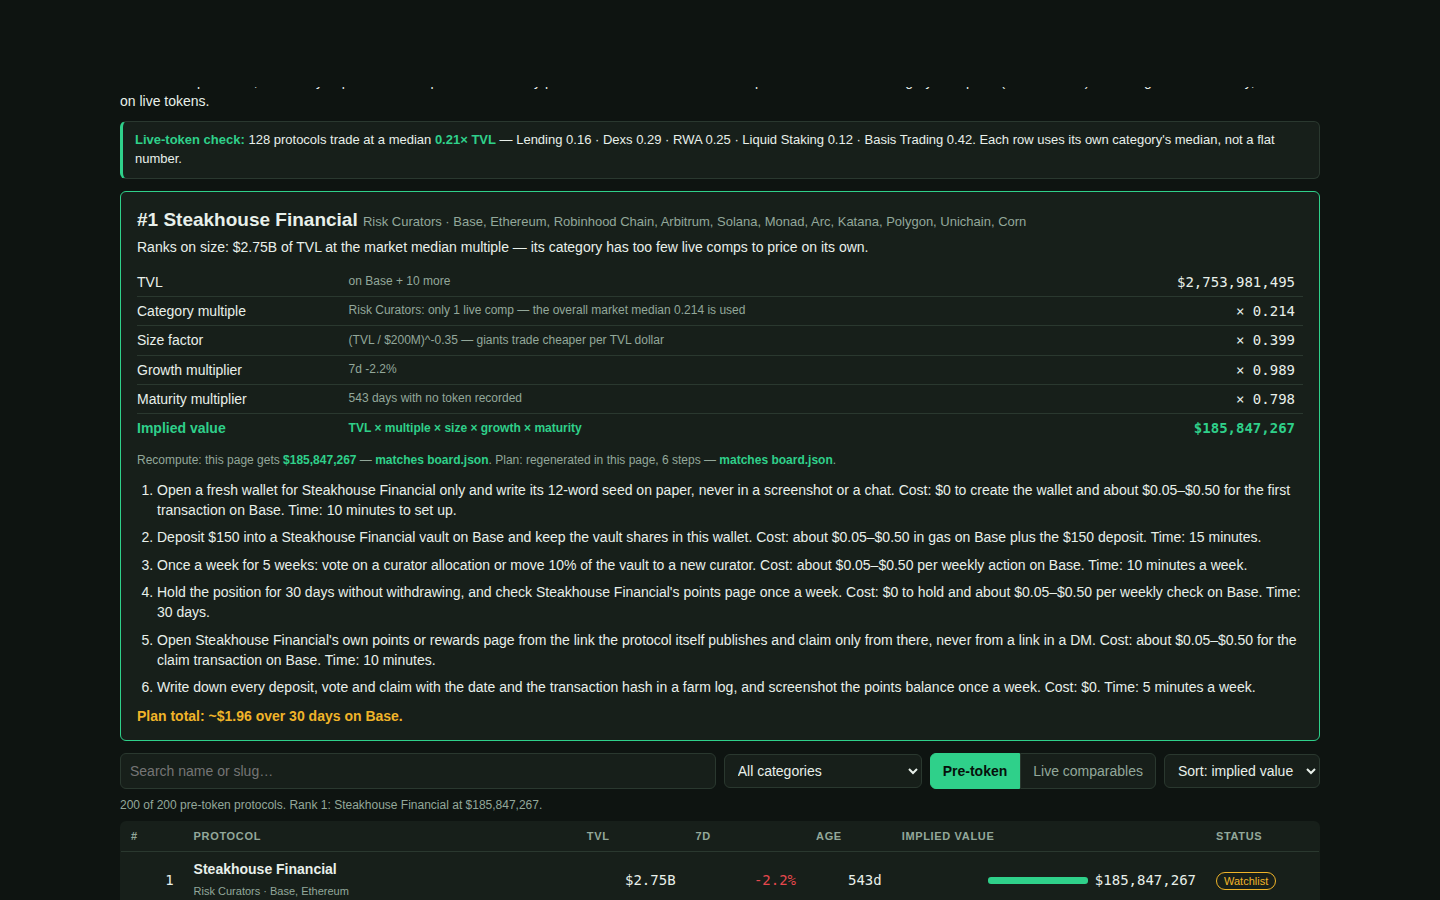 on live tokens.
Live-token check: 128 protocols trade at a median 0.21× TVL — Lending 0.16 · Dexs 0.29 · RWA 0.25 · Liquid Staking 0.12 · Basis Trading 0.42. Each row uses its own category's median, not a flat
number.
#1 Steakhouse Financial Risk Curators · Base, Ethereum, Robinhood Chain, Arbitrum, Solana, Monad, Arc, Katana, Polygon, Unichain, Corn
Ranks on size: $2.75B of TVL at the market median multiple — its category has too few live comps to price on its own.
TVL on Base + 10 more $2,753,981,495
Category multiple Risk Curators: only 1 live comp — the overall market median 0.214 is used × 0.214
Size factor (TVL / $200M)^-0.35 — giants trade cheaper per TVL dollar × 0.399
Growth multiplier 7d -2.2% × 0.989
Maturity multiplier 543 days with no token recorded × 0.798
Implied value TVL × multiple × size × growth × maturity $185,847,267
Recompute: this page gets $185,847,267 — matches board.json. Plan: regenerated in this page, 6 steps — matches board.json.
1. Open a fresh wallet for Steakhouse Financial only and write its 12-word seed on paper, never in a screenshot or a chat. Cost: $0 to create the wallet and about $0.05–$0.50 for the first
transaction on Base. Time: 10 minutes to set up.
2. Deposit $150 into a Steakhouse Financial vault on Base and keep the vault shares in this wallet. Cost: about $0.05–$0.50 in gas on Base plus the $150 deposit. Time: 15 minutes.
3. Once a week for 5 weeks: vote on a curator allocation or move 10% of the vault to a new curator. Cost: about $0.05–$0.50 per weekly action on Base. Time: 10 minutes a week.
4. Hold the position for 30 days without withdrawing, and check Steakhouse Financial's points page once a week. Cost: $0 to hold and about $0.05–$0.50 per weekly check on Base. Time:
30 days.
5. Open Steakhouse Financial's own points or rewards page from the link the protocol itself publishes and claim only from there, never from a link in a DM. Cost: about $0.05–$0.50 for the
claim transaction on Base. Time: 10 minutes.
6. Write down every deposit, vote and claim with the date and the transaction hash in a farm log, and screenshot the points balance once a week. Cost: $0. Time: 5 minutes a week.
Plan total: ~$1.96 over 30 days on Base.
Search name or slug… All categories Pre-token Live comparables Sort: implied value
200 of 200 pre-token protocols. Rank 1: Steakhouse Financial at $185,847,267.
# PROTOCOL TVL 7D AGE IMPLIED VALUE STATUS
Steakhouse Financial
1 $2.75B -2.2% 543d $185,847,267 Watchlist
Risk Curators · Base, Ethereum